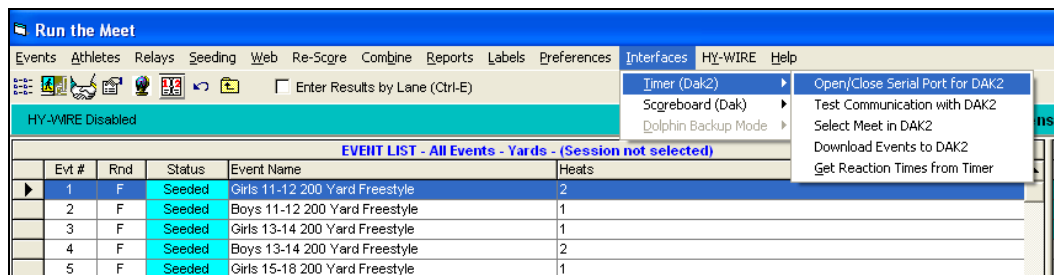 Run the Meet
Events Athletes Relays Seeding Web Re-Score Combine Reports Labels Preferences Interfaces HY-WIRE Help
Enter Results by Lane (Ctrl-E)
Timer (Dak2)
Scoreboard (Dak)
Dolphin Backup Mode
Open/Close Serial Port for DAK2
Test Communication with DAK2
Select Meet in DAK2
Download Events to DAK2
Get Reaction Times from Timer
HY-WIRE Disabled
EVENT LIST - All Events - Yards - (Session not selected)
Evt # Rnd Status Event Name Heats
1 F Seeded Girls 11-12 200 Yard Freestyle 2
2 F Seeded Boys 11-12 200 Yard Freestyle 1
3 F Seeded Girls 13-14 200 Yard Freestyle 1
4 F Seeded Boys 13-14 200 Yard Freestyle 2
5 F Seeded Girls 15-18 200 Yard Freestyle 1